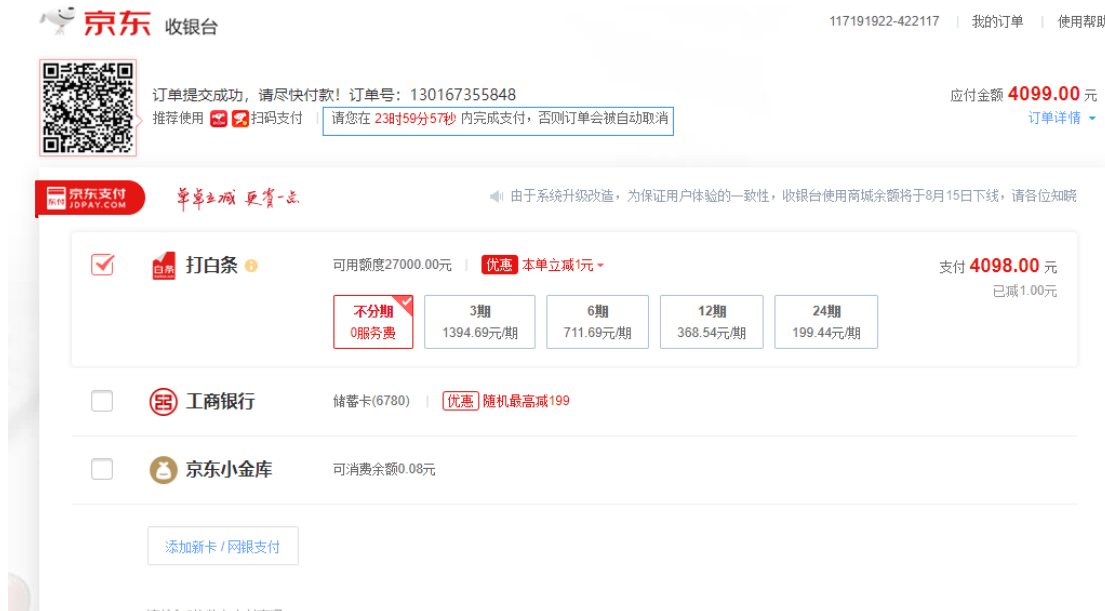 京东 收银台
117191922-422117 我的订单 使用帮助
订单提交成功，请尽快付款！订单号：130167355848
应付金额 4099.00 元
推荐使用 扫码支付 请您在 23时59分57秒 内完成支付，否则订单会被自动取消
订单详情
京东支付
JDPAY.COM
单单立减 更赏一点
由于系统升级改造，为保证用户体验的一致性，收银台使用商城余额将于8月15日下线，请各位知晓
白条 打白条 可用额度27000.00元 优惠 本单立减1元
支付 4098.00 元
已减1.00元
不分期 3期 6期 12期 24期
0服务费 1394.69元/期 711.69元/期 368.54元/期 199.44元/期
工商银行 储蓄卡(6780) 优惠 随机最高减199
京东小金库 可消费余额0.08元
添加新卡 / 网银支付